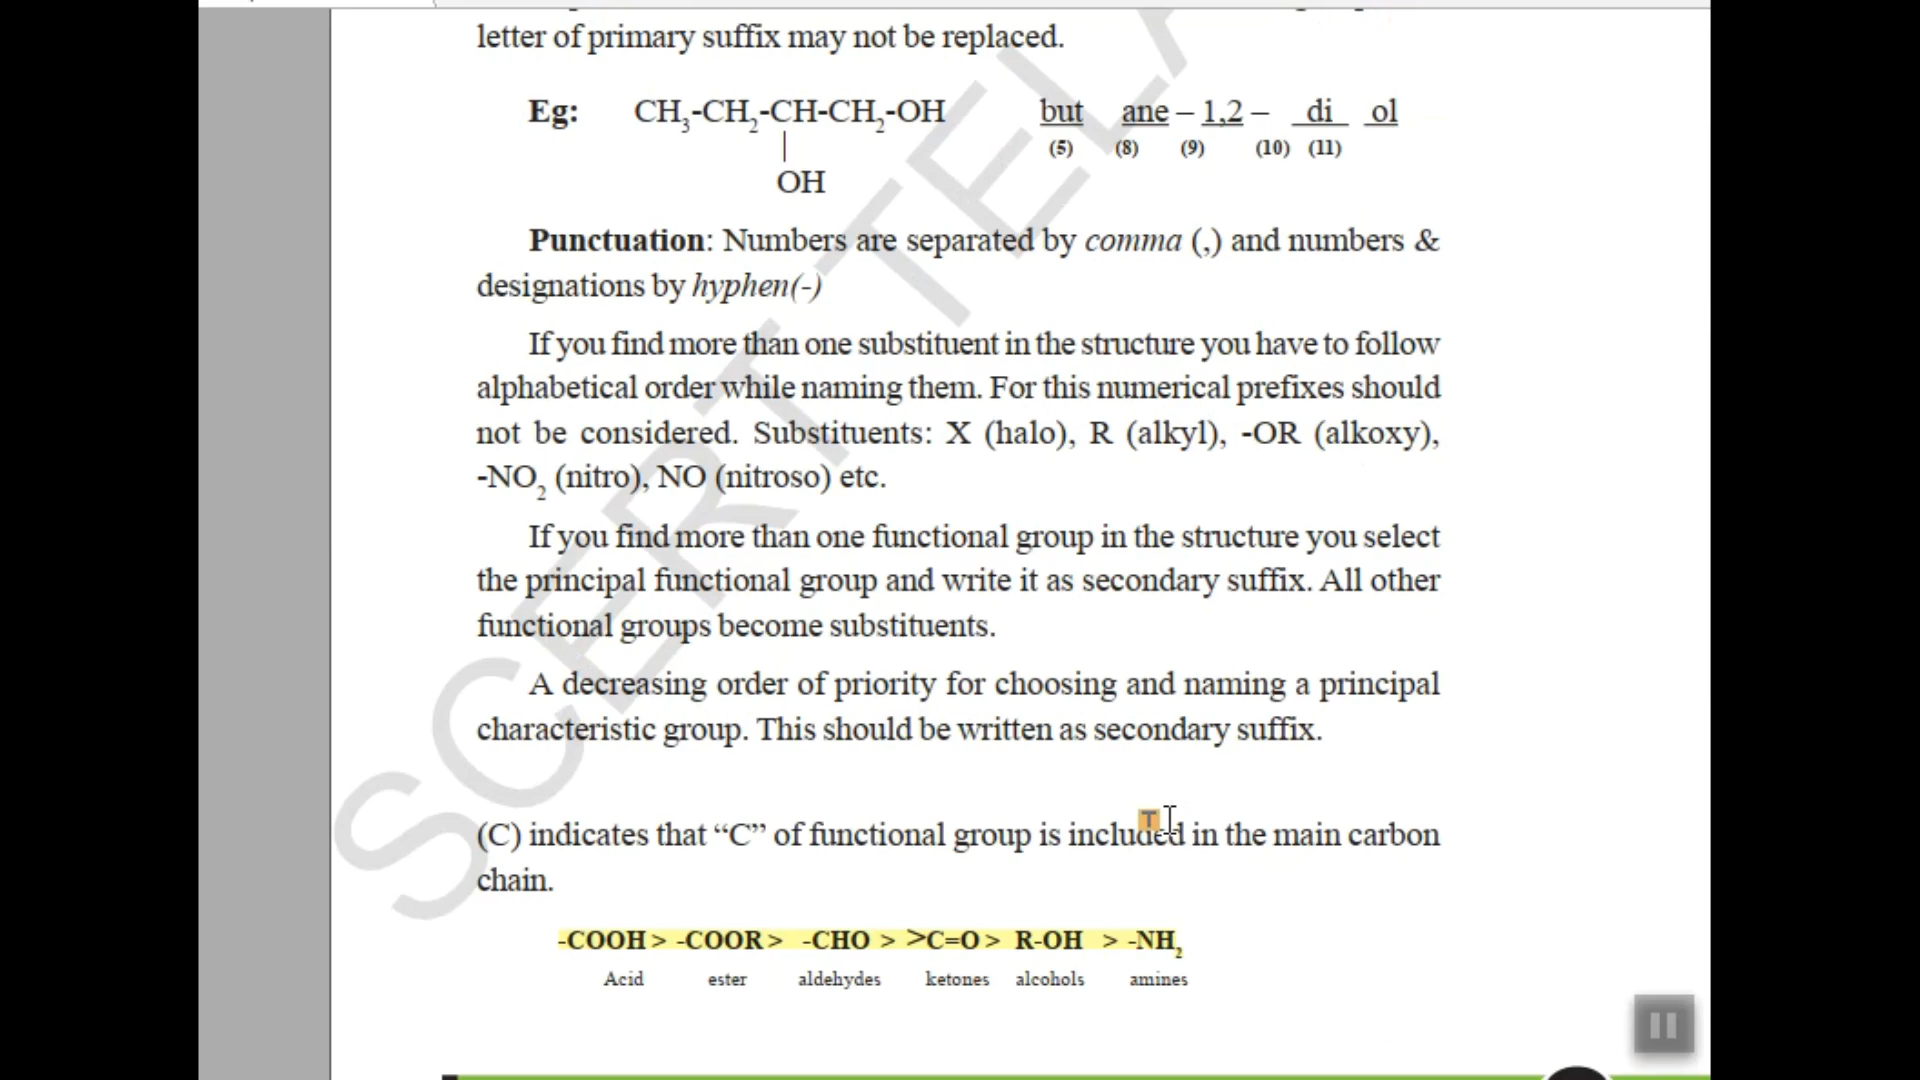 letter of primary suffix may not be replaced.
Eg: CH₃-CH₂-CH-CH₂-OH but ane – 1,2 – di ol
| (5) (8) (9) (10) (11)
OH
Punctuation: Numbers are separated by comma (,) and numbers &
designations by hyphen(-)
If you find more than one substituent in the structure you have to follow
alphabetical order while naming them. For this numerical prefixes should
not be considered. Substituents: X (halo), R (alkyl), -OR (alkoxy),
-NO₂ (nitro), NO (nitroso) etc.
If you find more than one functional group in the structure you select
the principal functional group and write it as secondary suffix. All other
functional groups become substituents.
A decreasing order of priority for choosing and naming a principal
characteristic group. This should be written as secondary suffix.
T
(C) indicates that “C” of functional group is included in the main carbon
chain.
-COOH > -COOR > -CHO > >C=O > R-OH > -NH₂
Acid ester aldehydes ketones alcohols amines
SCERT TELA